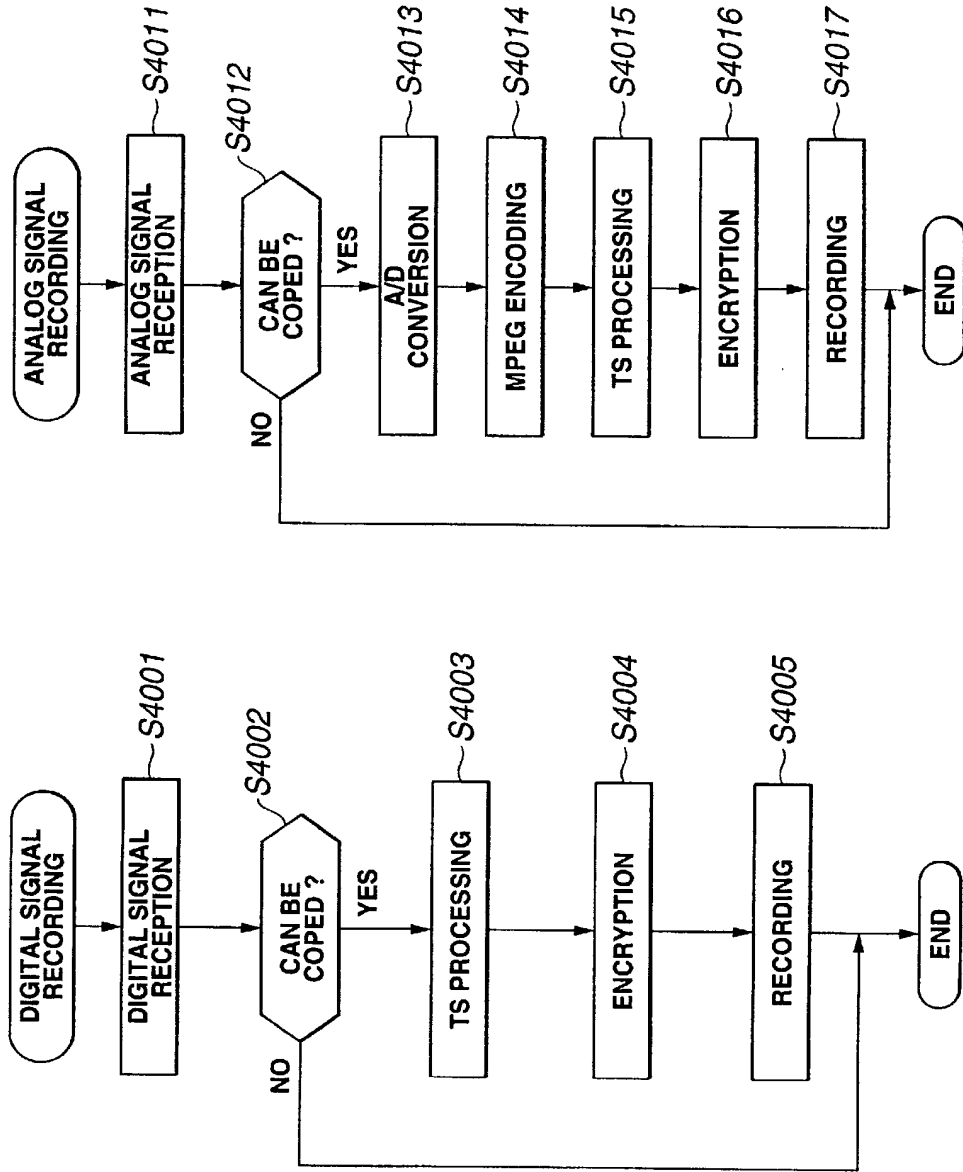 DIGITAL SIGNAL
RECORDING
DIGITAL SIGNAL
RECEPTION
S4001
CAN BE
COPED ?
S4002
NO
YES
TS PROCESSING
S4003
ENCRYPTION
S4004
RECORDING
S4005
END
ANALOG SIGNAL
RECORDING
ANALOG SIGNAL
RECEPTION
S4011
CAN BE
COPED ?
S4012
NO
YES
A/D
CONVERSION
S4013
MPEG ENCODING
S4014
TS PROCESSING
S4015
ENCRYPTION
S4016
RECORDING
S4017
END